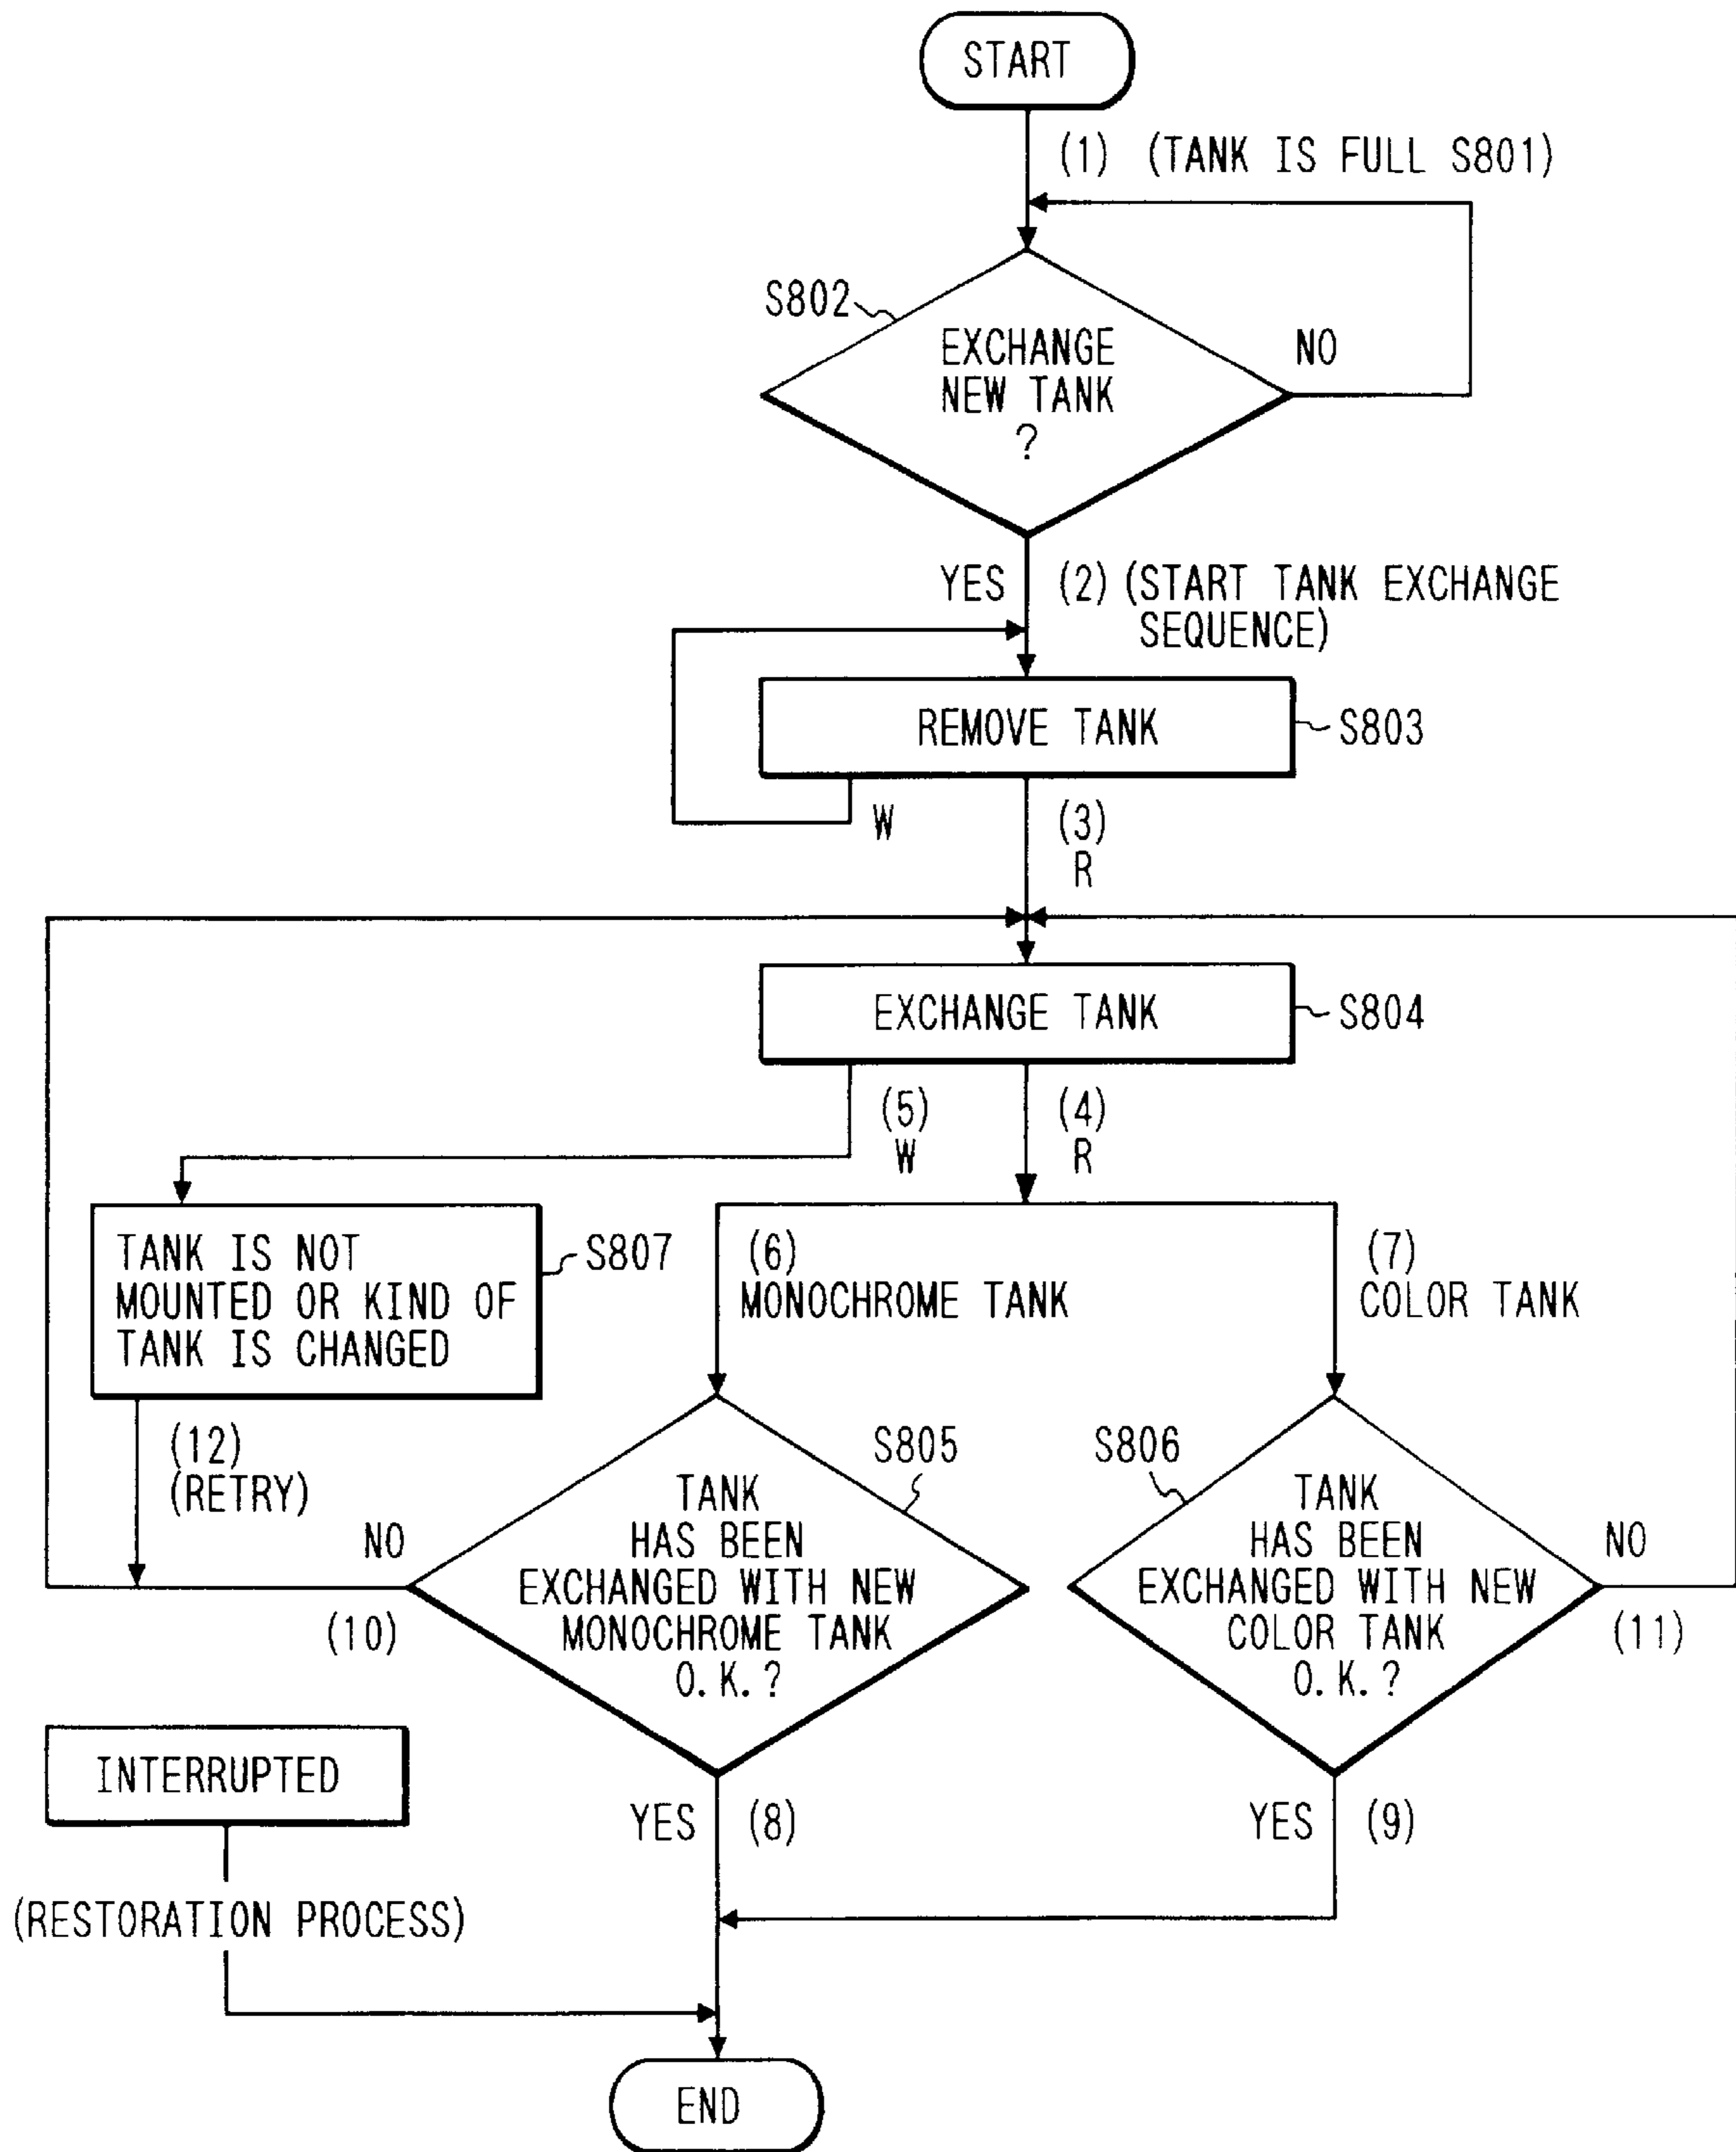 START
(1) (TANK IS FULL S801)
S802
EXCHANGE
NEW TANK
?
NO
YES
(2) (START TANK EXCHANGE
SEQUENCE)
REMOVE TANK
S803
W
(3)
R
EXCHANGE TANK
S804
(5)
W
(4)
R
TANK IS NOT
MOUNTED OR KIND OF
TANK IS CHANGED
S807
(6)
MONOCHROME TANK
(7)
COLOR TANK
(12)
(RETRY)
S805
TANK
HAS BEEN
EXCHANGED WITH NEW
MONOCHROME TANK
O.K.?
NO
(10)
S806
TANK
HAS BEEN
EXCHANGED WITH NEW
COLOR TANK
O.K.?
NO
(11)
INTERRUPTED
YES (8)
YES (9)
(RESTORATION PROCESS)
END